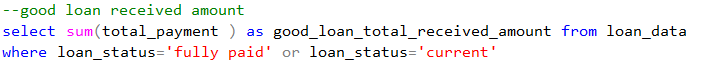 --good loan received amount
select sum(total_payment ) as good_loan_total_received_amount from loan_data
where loan_status='fully paid' or loan_status='current'